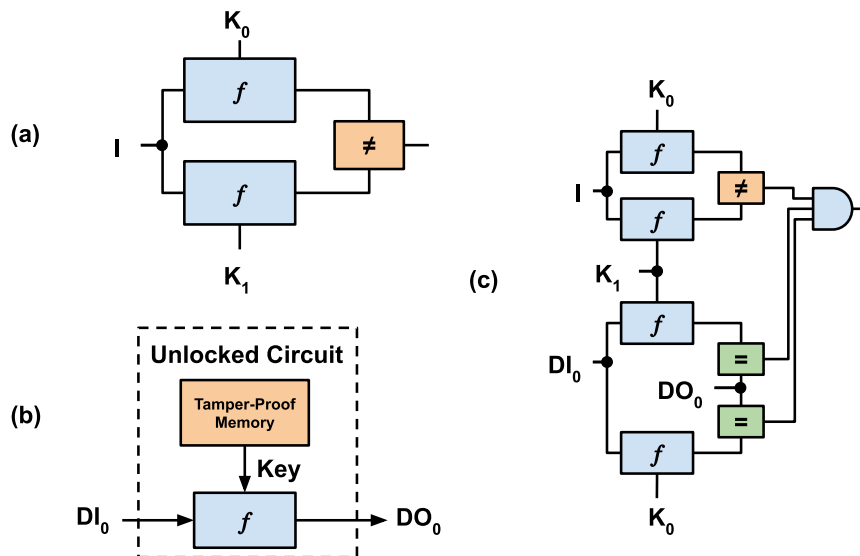 (a)
K0
f
I
≠
f
K1
(b)
Unlocked Circuit
Tamper-Proof
Memory
Key
DI0
f
DO0
(c)
K0
f
I
≠
f
K1
f
DI0
=
DO0
=
f
K0